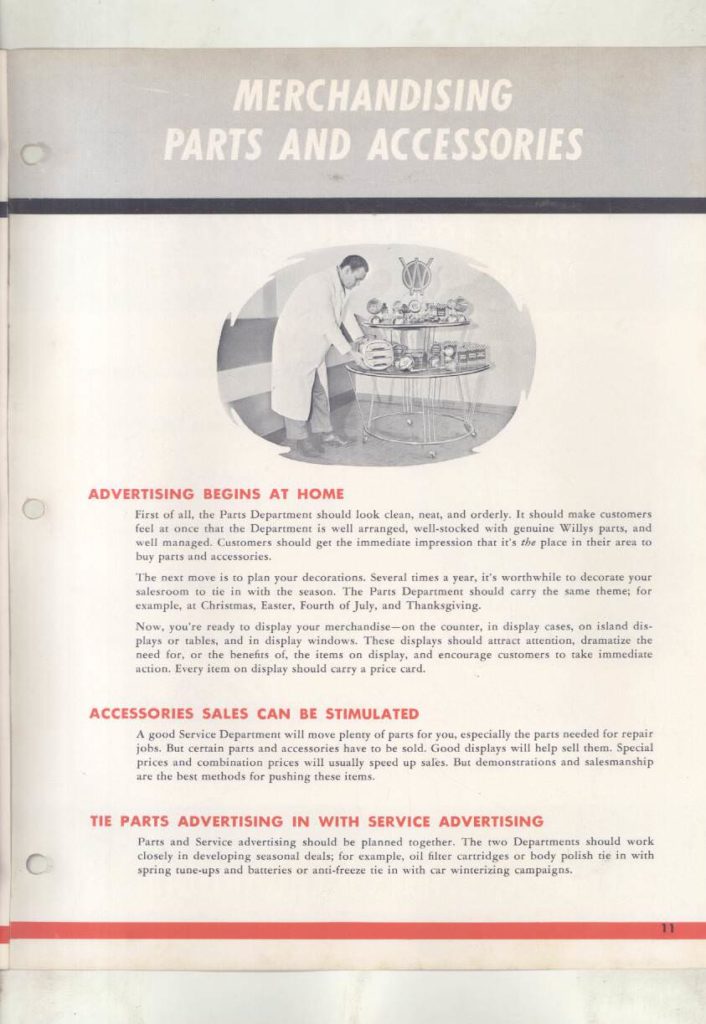 MERCHANDISING
PARTS AND ACCESSORIES
W
ADVERTISING BEGINS AT HOME
First of all, the Parts Department should look clean, neat, and orderly. It should make customers
feel at once that the Department is well arranged, well-stocked with genuine Willys parts, and
well managed. Customers should get the immediate impression that it's the place in their area to
buy parts and accessories.
The next move is to plan your decorations. Several times a year, it's worthwhile to decorate your
salesroom to tie in with the season. The Parts Department should carry the same theme; for
example, at Christmas, Easter, Fourth of July, and Thanksgiving.
Now, you're ready to display your merchandise—on the counter, in display cases, on island dis-
plays or tables, and in display windows. These displays should attract attention, dramatize the
need for, or the benefits of, the items on display, and encourage customers to take immediate
action. Every item on display should carry a price card.
ACCESSORIES SALES CAN BE STIMULATED
A good Service Department will move plenty of parts for you, especially the parts needed for repair
jobs. But certain parts and accessories have to be sold. Good displays will help sell them. Special
prices and combination prices will usually speed up sales. But demonstrations and salesmanship
are the best methods for pushing these items.
TIE PARTS ADVERTISING IN WITH SERVICE ADVERTISING
Parts and Service advertising should be planned together. The two Departments should work
closely in developing seasonal deals; for example, oil filter cartridges or body polish tie in with
spring tune-ups and batteries or anti-freeze tie in with car winterizing campaigns.
11